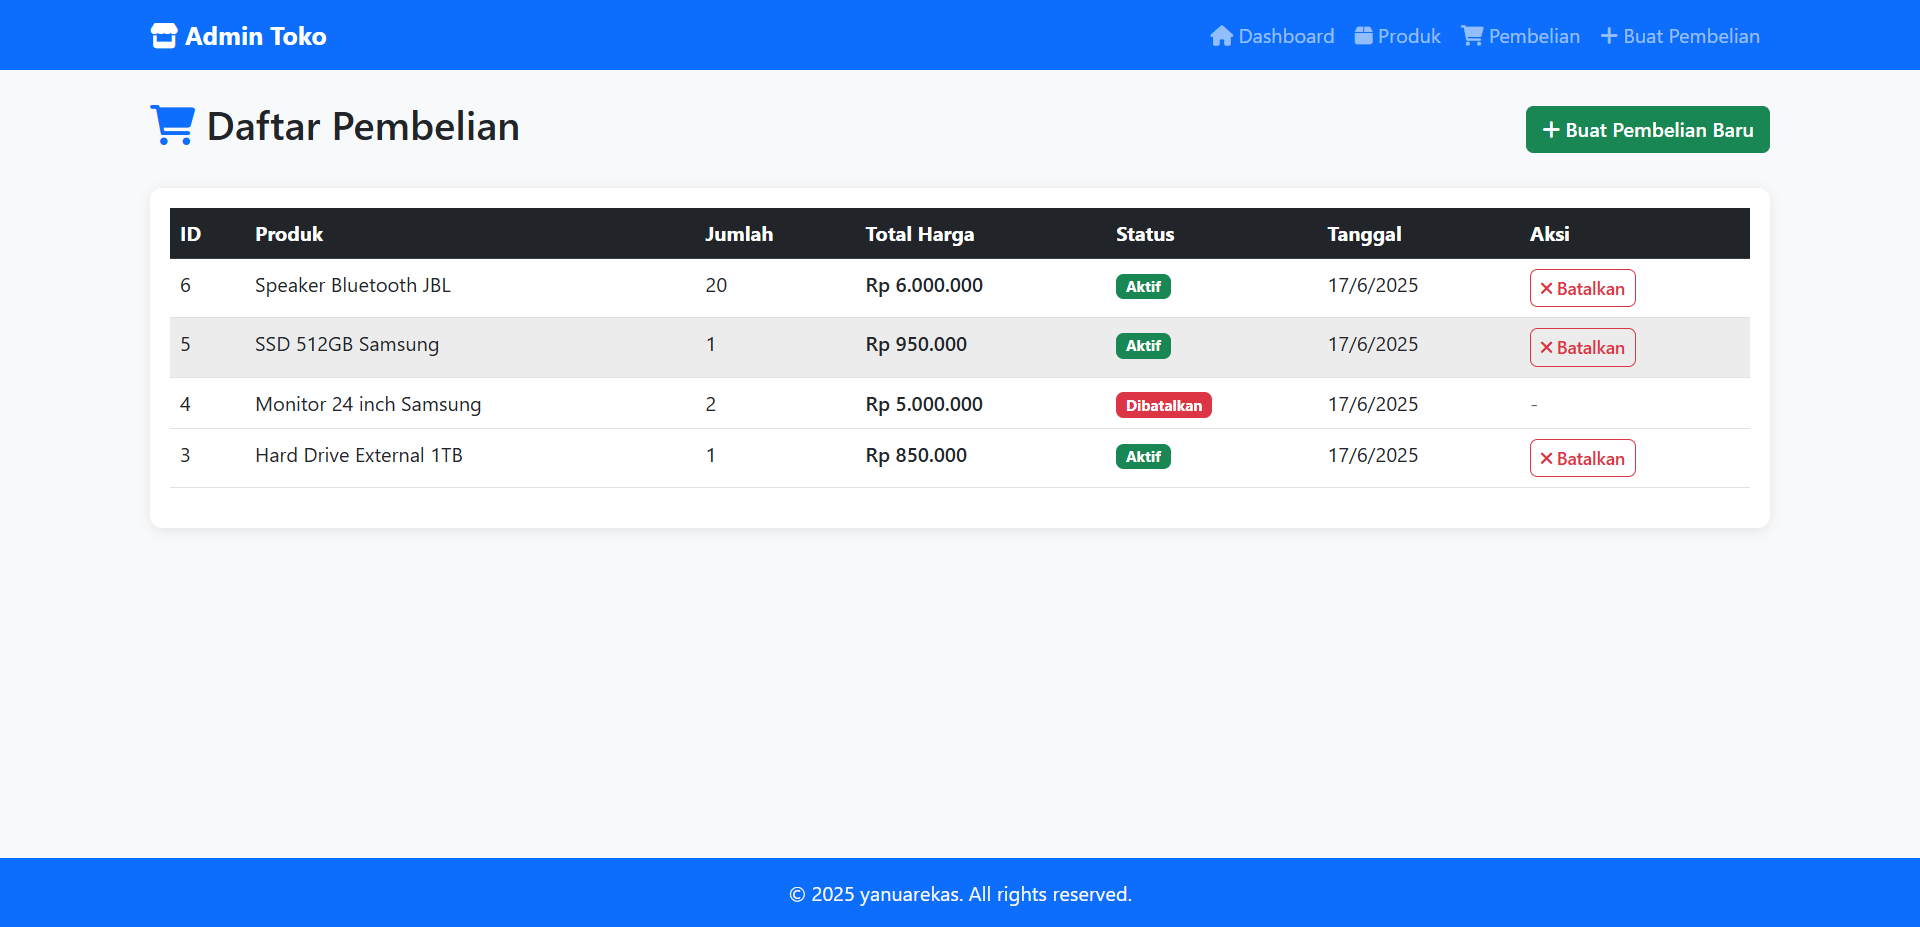 Admin Toko
Dashboard Produk Pembelian Buat Pembelian
Daftar Pembelian
Buat Pembelian Baru
ID Produk Jumlah Total Harga Status Tanggal Aksi
6 Speaker Bluetooth JBL 20 Rp 6.000.000 Aktif 17/6/2025 Batalkan
5 SSD 512GB Samsung 1 Rp 950.000 Aktif 17/6/2025 Batalkan
4 Monitor 24 inch Samsung 2 Rp 5.000.000 Dibatalkan 17/6/2025 -
3 Hard Drive External 1TB 1 Rp 850.000 Aktif 17/6/2025 Batalkan
© 2025 yanuarekas. All rights reserved.